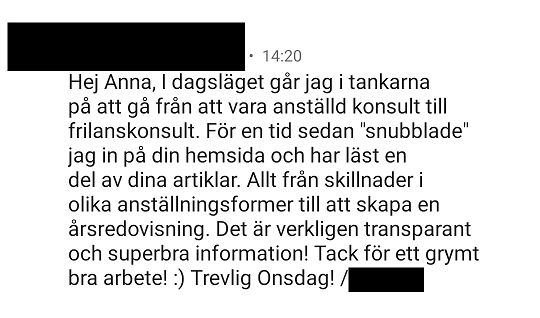 • 14:20
Hej Anna, I dagsläget går jag i tankarna
på att gå från att vara anställd konsult till
frilanskonsult. För en tid sedan "snubblade"
jag in på din hemsida och har läst en
del av dina artiklar. Allt från skillnader i
olika anställningsformer till att skapa en
årsredovisning. Det är verkligen transparant
och superbra information! Tack för ett grymt
bra arbete! :) Trevlig Onsdag! /